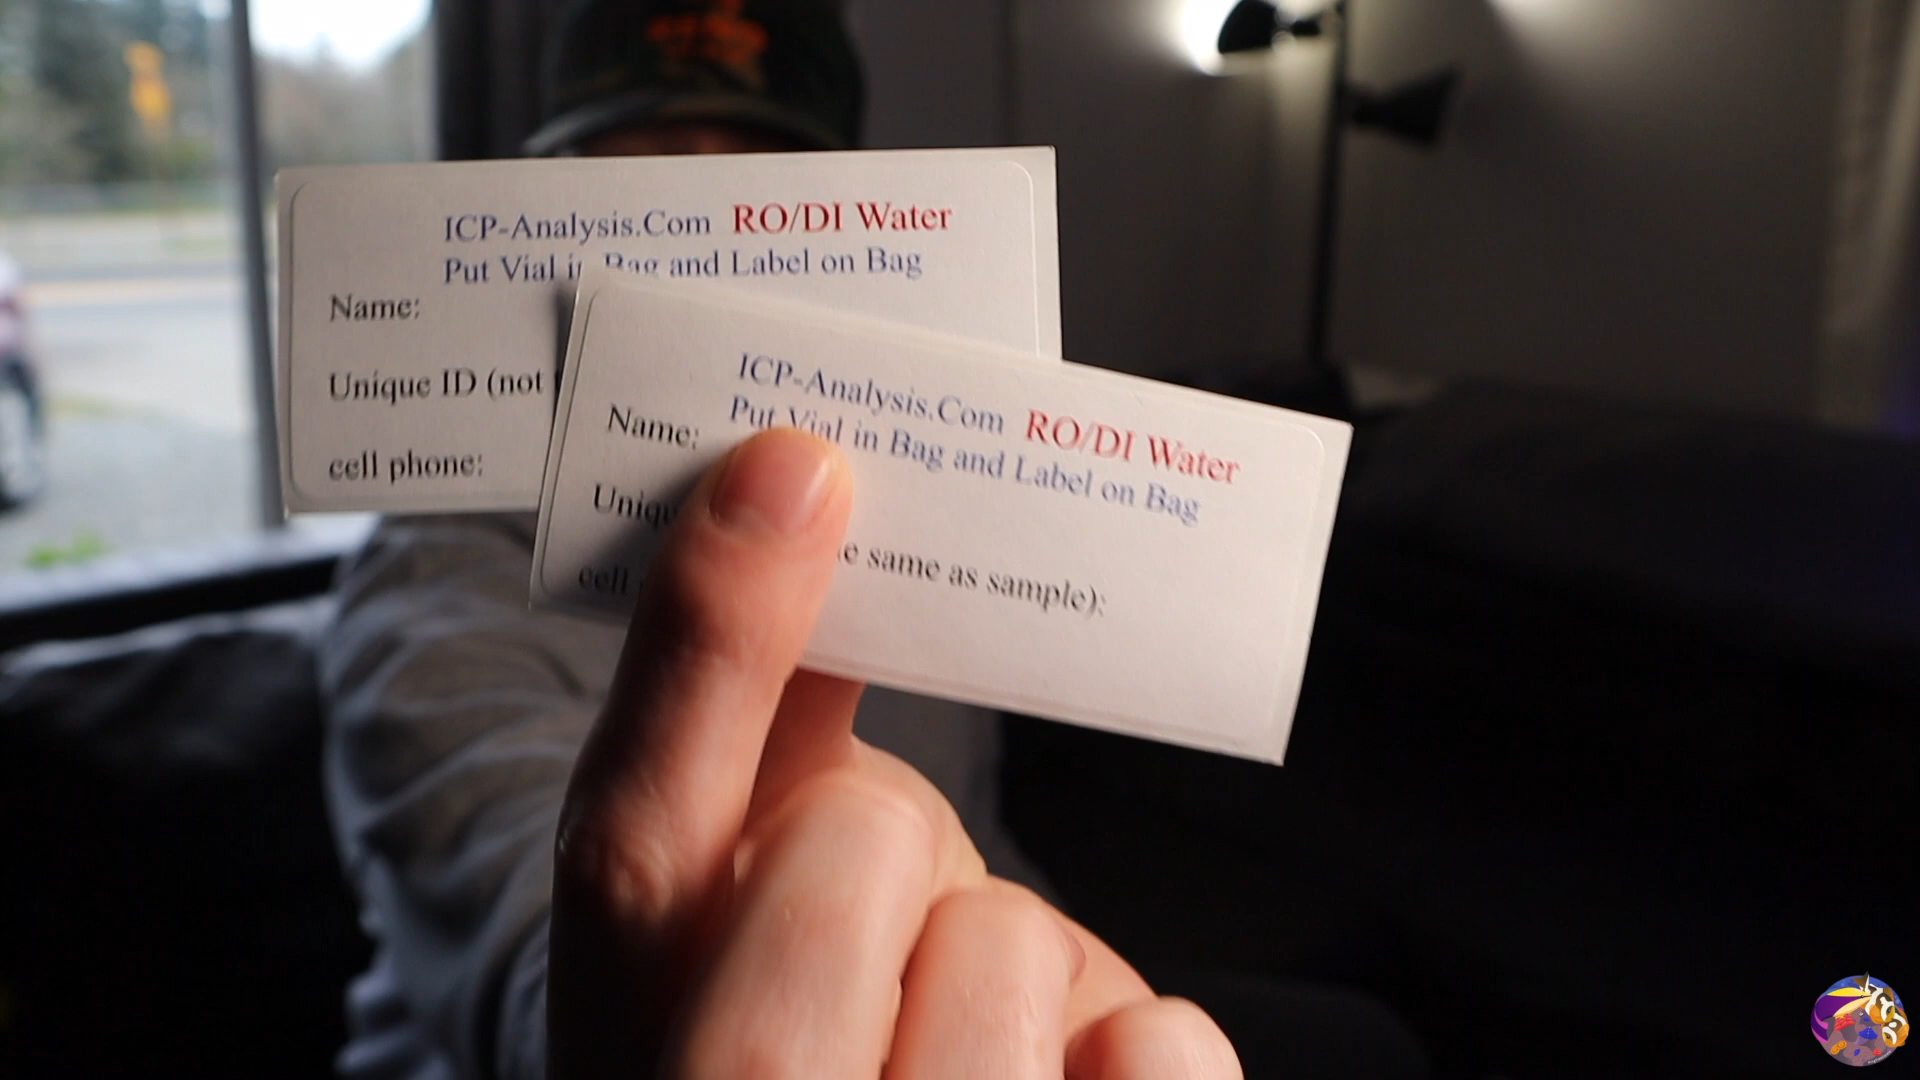 ICP-Analysis.Com RO/DI Water
Put Vial in Bag and Label on Bag
Name:
Unique ID (not
cell phone:
ICP-Analysis.Com RO/DI Water
Put Vial in Bag and Label on Bag
Name:
same as sample):
cell